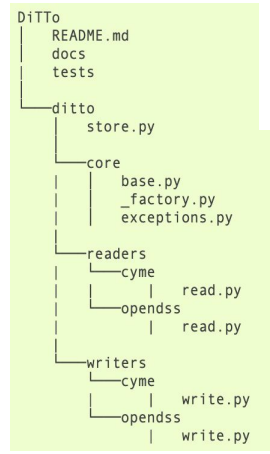 DiTTo
README.md
docs
tests
ditto
store.py
core
base.py
_factory.py
exceptions.py
readers
cyme
read.py
opendss
read.py
writers
cyme
write.py
opendss
write.py